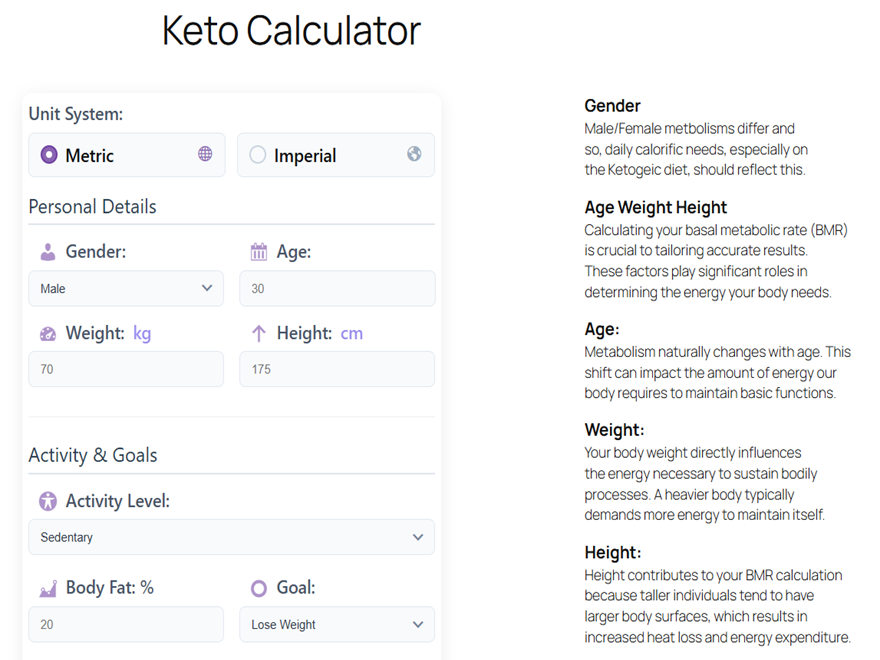 Keto Calculator
Unit System:
Metric
Imperial
Personal Details
Gender:
Age:
Male
30
Weight: kg
Height: cm
70
175
Activity & Goals
Activity Level:
Sedentary
Body Fat: %
Goal:
20
Lose Weight
Gender
Male/Female metbolisms differ and
so, daily calorific needs, especially on
the Ketogeic diet, should reflect this.
Age Weight Height
Calculating your basal metabolic rate (BMR)
is crucial to tailoring accurate results.
These factors play significant roles in
determining the energy your body needs.
Age:
Metabolism naturally changes with age. This
shift can impact the amount of energy our
body requires to maintain basic functions.
Weight:
Your body weight directly influences
the energy necessary to sustain bodily
processes. A heavier body typically
demands more energy to maintain itself.
Height:
Height contributes to your BMR calculation
because taller individuals tend to have
larger body surfaces, which results in
increased heat loss and energy expenditure.